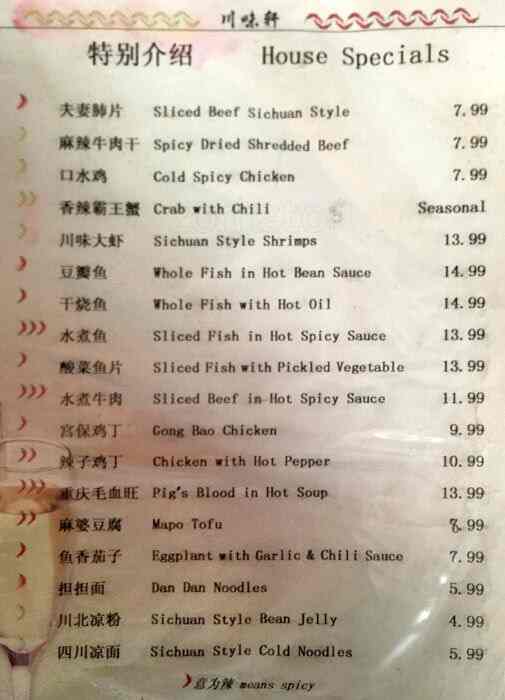 川味轩
特别介绍 House Specials
夫妻肺片 Sliced Beef Sichuan Style 7.99
麻辣牛肉干 Spicy Dried Shredded Beef 7.99
口水鸡 Cold Spicy Chicken 7.99
香辣霸王蟹 Crab with Chili Seasonal
川味大虾 Sichuan Style Shrimps 13.99
豆瓣鱼 Whole Fish in Hot Bean Sauce 14.99
干烧鱼 Whole Fish with Hot Oil 14.99
水煮鱼 Sliced Fish in Hot Spicy Sauce 13.99
酸菜鱼片 Sliced Fish with Pickled Vegetable 13.99
水煮牛肉 Sliced Beef in Hot Spicy Sauce 11.99
宫保鸡丁 Gong Bao Chicken 9.99
辣子鸡丁 Chicken with Hot Pepper 10.99
重庆毛血旺 Pig's Blood in Hot Soup 13.99
麻婆豆腐 Mapo Tofu .99
鱼香茄子 Eggplant with Garlic & Chili Sauce 7.99
担担面 Dan Dan Noodles 5.99
川北凉粉 Sichuan Style Bean Jelly 4.99
四川凉面 Sichuan Style Cold Noodles 5.99
意为辣 means spicy